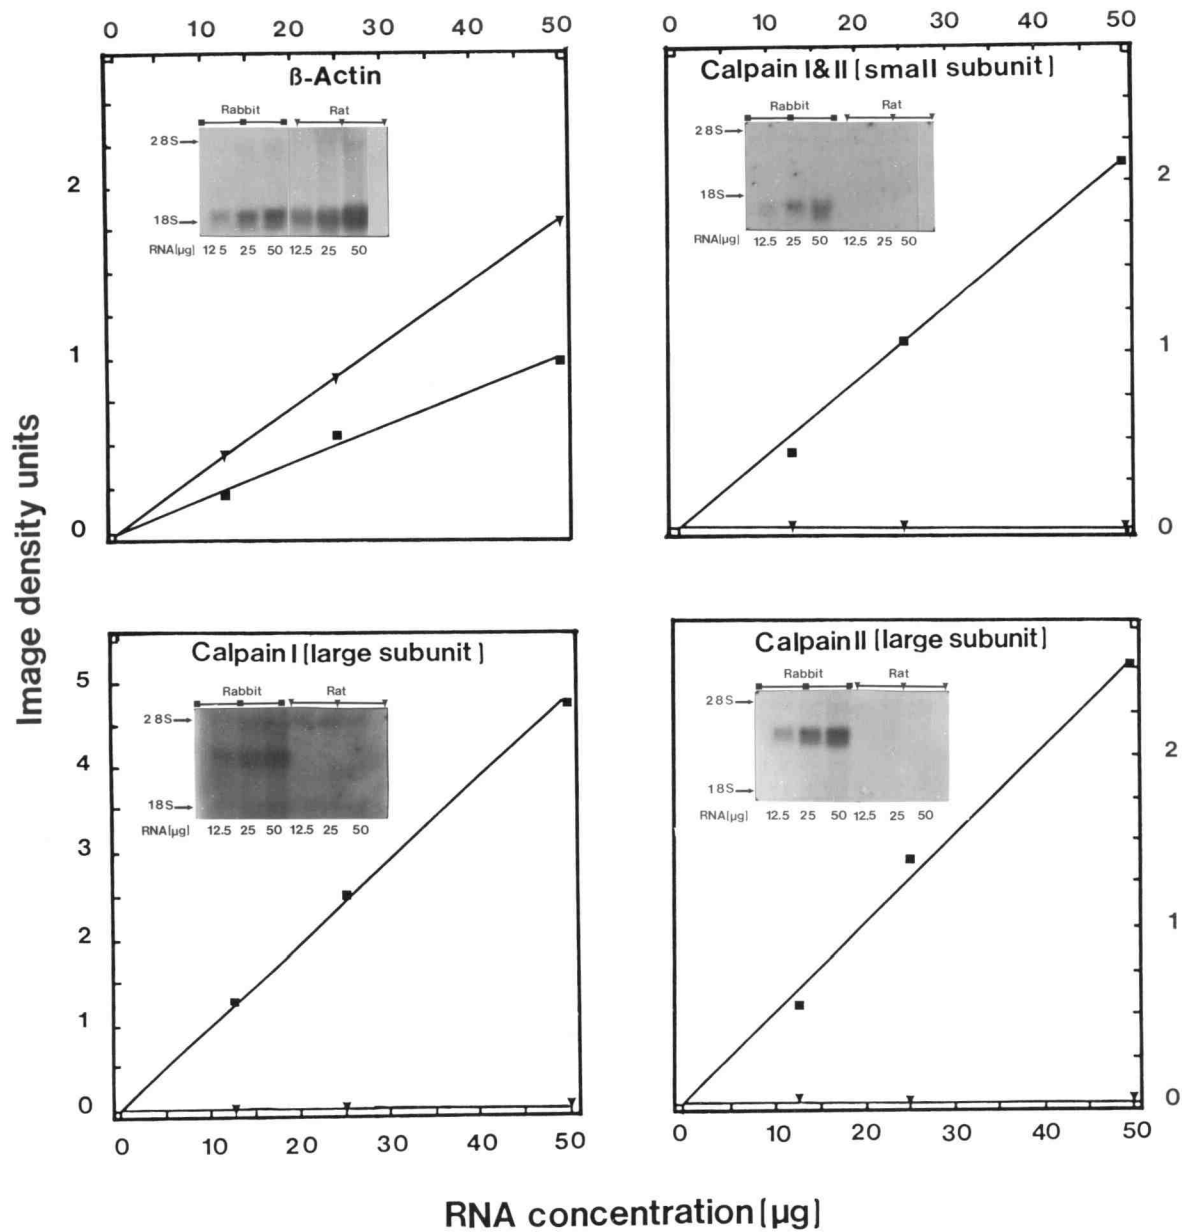 0 10 20 30 40 50
0 10 20 30 40 50
Image density units
ß-Actin
Rabbit Rat
28S
18S
RNA[µg] 12 5 25 50 12.5 25 50
2
1
0
Calpain I&II [small subunit]
Rabbit Rat
28S
18S
RNA[µg] 12.5 25 50 12.5 25 50
2
1
0
Calpain I [large subunit]
Rabbit Rat
28S
18S
RNA[µg] 12.5 25 50 12.5 25 50
5
4
3
2
1
0
Calpain II [large subunit]
Rabbit Rat
28S
18S
RNA[µg] 12.5 25 50 12.5 25 50
2
1
0
0 10 20 30 40 50
0 10 20 30 40 50
RNA concentration [µg]